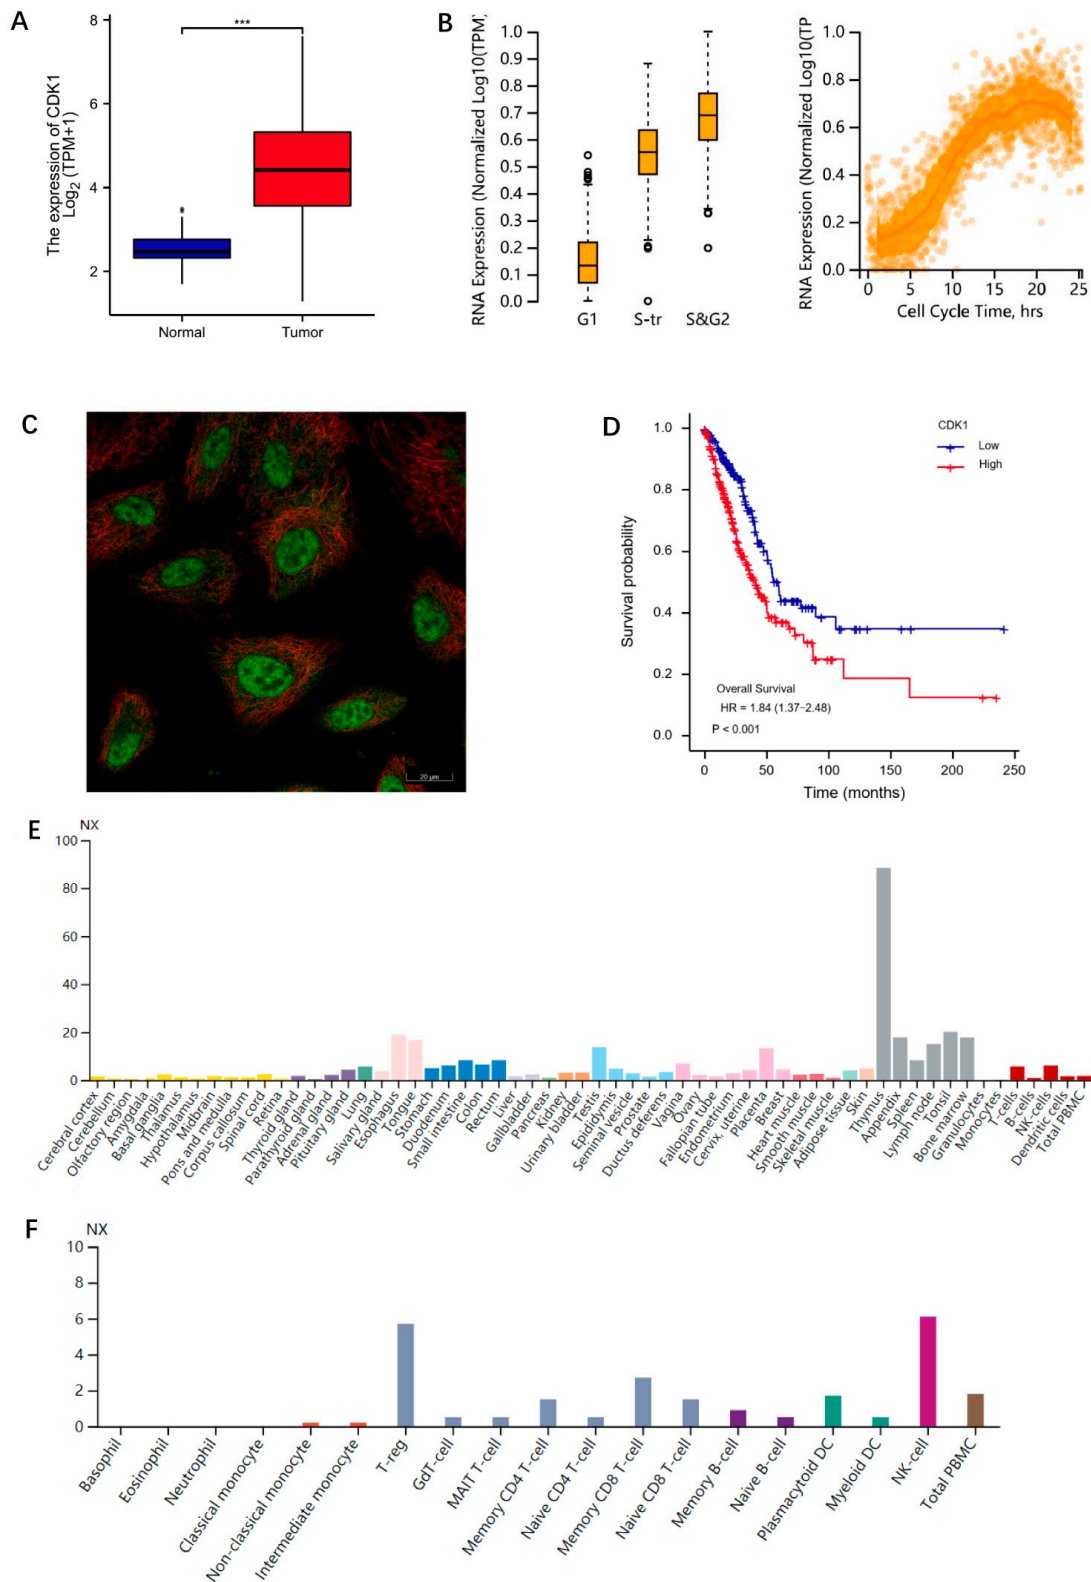 A
The expression of CDK1
Log2 (TPM+1)
8
6
4
2
***
Normal
Tumor
B
RNA Expression (Normalized Log10(TPM)
1.0
0.9
0.8
0.7
0.6
0.5
0.4
0.3
0.2
0.1
0.0
G1
S-tr
S&G2
RNA Expression (Normalized Log10(TP
1.0
0.8
0.6
0.4
0.2
0.0
0
5
10
15
20
25
Cell Cycle Time, hrs
C
20 μm
D
Survival probability
1.0
0.8
0.6
0.4
0.2
0.0
CDK1
Low
High
Overall Survival
HR = 1.84 (1.37–2.48)
P < 0.001
0
50
100
150
200
250
Time (months)
E
NX
100
80
60
40
20
0
Cerebral cortex
Cerebellum
Olfactory region
Amygdala
Basal ganglia
Thalamus
Hypothalamus
Midbrain
Pons and medulla
Corpus callosum
Spinal cord
Retina
Thyroid gland
Parathyroid gland
Adrenal gland
Pituitary gland
Lung
Salivary gland
Esophagus
Tongue
Stomach
Duodenum
Small intestine
Colon
Rectum
Liver
Gallbladder
Pancreas
Kidney
Urinary bladder
Testis
Epididymis
Seminal vesicle
Prostate
Ductus deferens
Vagina
Ovary
Fallopian tube
Endometrium
Cervix, uterine
Placenta
Breast
Heart muscle
Smooth muscle
Skeletal muscle
Adipose tissue
Skin
Thymus
Appendix
Spleen
Lymph node
Tonsil
Bone marrow
Granulocytes
Monocytes
T-cells
B-cells
NK-cells
Dendritic cells
Total PBMC
F
NX
10
8
6
4
2
0
Basophil
Eosinophil
Neutrophil
Classical monocyte
Non-classical monocyte
Intermediate monocyte
T-reg
GdT-cell
MAIT T-cell
Memory CD4 T-cell
Naive CD4 T-cell
Memory CD8 T-cell
Naive CD8 T-cell
Memory B-cell
Naive B-cell
Plasmacytoid DC
Myeloid DC
NK-cell
Total PBMC